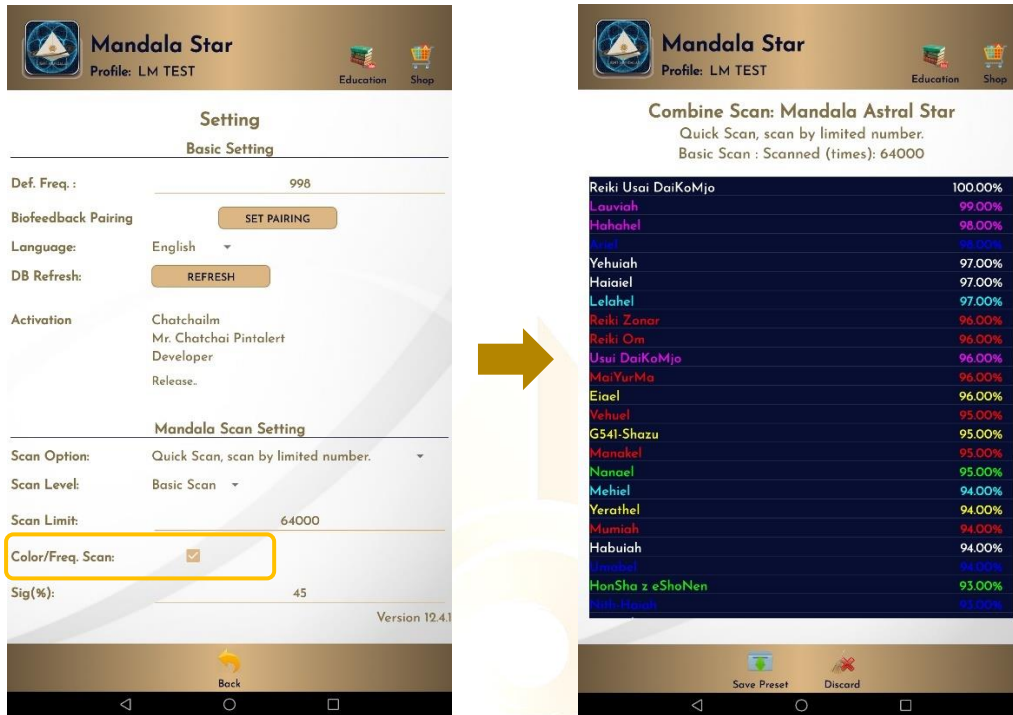 Mandala Star
Profile: LM TEST
Education
Shop
Setting
Basic Setting
Def. Freq. : 998
Biofeedback Pairing SET PAIRING
Language: English
DB Refresh: REFRESH
Activation Chatchailm
Mr. Chatchai Pintalert
Developer
Release..
Mandala Scan Setting
Scan Option: Quick Scan, scan by limited number.
Scan Level: Basic Scan
Scan Limit: 64000
Color/Freq. Scan:
Sig(%): 45
Version 12.4.1
Back
Mandala Star
Profile: LM TEST
Education
Shop
Combine Scan: Mandala Astral Star
Quick Scan, scan by limited number.
Basic Scan : Scanned (times): 64000
Reiki Usai DaiKoMjo 100.00%
Lauviah 99.00%
Hahahel 98.00%
Ariel 98.00%
Yehuiah 97.00%
Haiaiel 97.00%
Lelahel 97.00%
Reiki Zonar 96.00%
Reiki Om 96.00%
Usui DaiKoMjo 96.00%
MaiYurMa 96.00%
Eiael 96.00%
Vehuel 95.00%
G541-Shazu 95.00%
Manakel 95.00%
Nanael 95.00%
Mehiel 94.00%
Yerathel 94.00%
Mumiah 94.00%
Habuiah 94.00%
94.00%
HonSha z eShoNen 93.00%
Nith-Haiah 93.00%
Save Preset
Discard